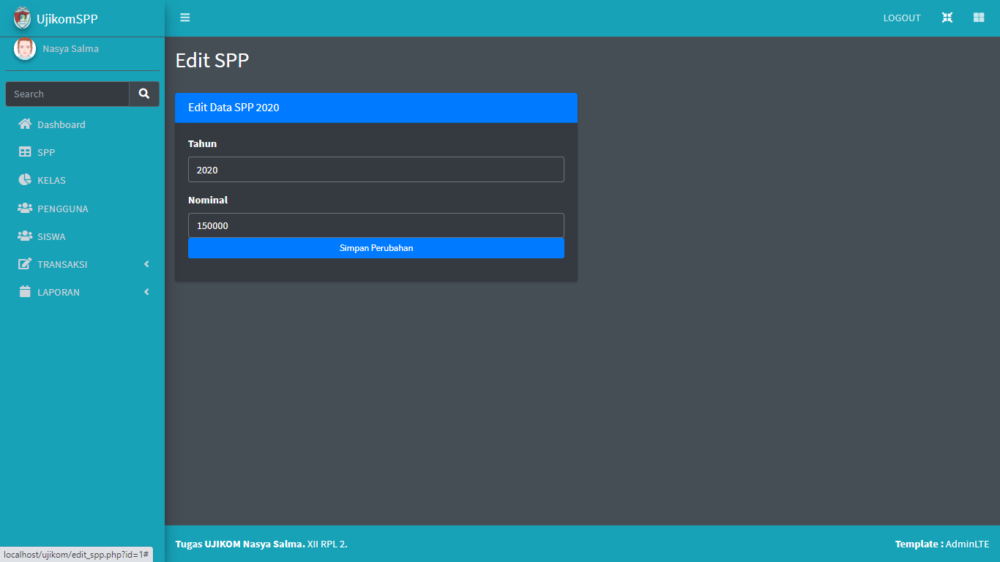 UjikomSPP
LOGOUT
Nasya Salma
Search
Dashboard
SPP
KELAS
PENGGUNA
SISWA
TRANSAKSI
LAPORAN
Edit SPP
Edit Data SPP 2020
Tahun
2020
Nominal
150000
Simpan Perubahan
Tugas UJIKOM Nasya Salma. XII RPL 2.
Template : AdminLTE
localhost/ujikom/edit_spp.php?id=1#